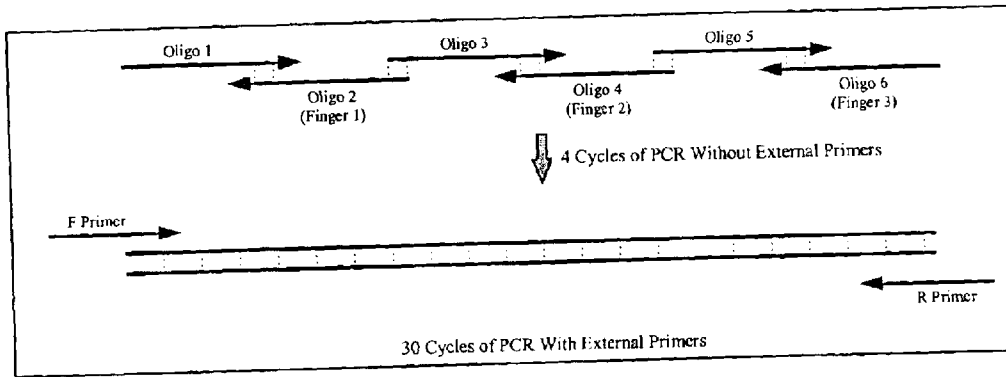 Oligo 1
Oligo 3
Oligo 5
Oligo 2
(Finger 1)
Oligo 4
(Finger 2)
Oligo 6
(Finger 3)
4 Cycles of PCR Without External Primers
F Primer
R Primer
30 Cycles of PCR With External Primers